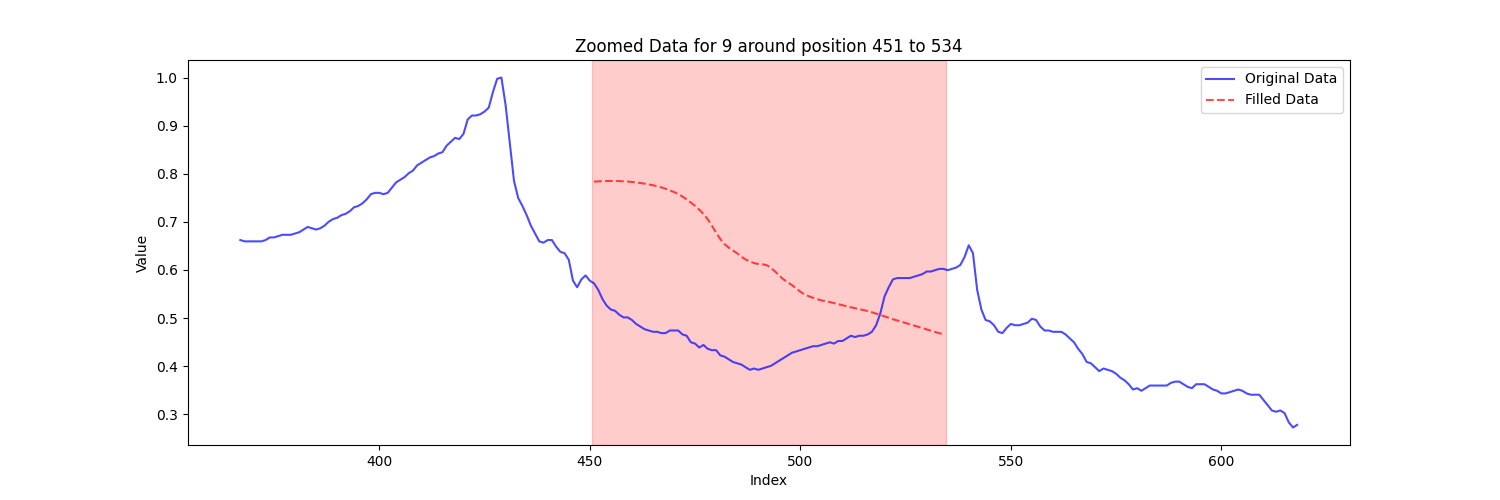 Zoomed Data for 9 around position 451 to 534
Original Data
Filled Data
1.0
0.9
0.8
0.7
0.6
0.5
0.4
0.3
Value
400
450
500
550
600
Index